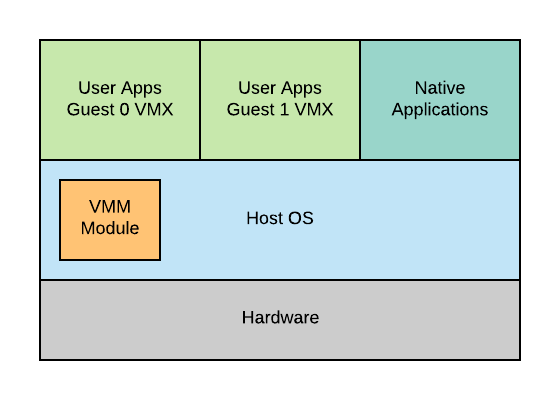 User Apps
Guest 0 VMX
User Apps
Guest 1 VMX
Native
Applications
VMM
Module
Host OS
Hardware